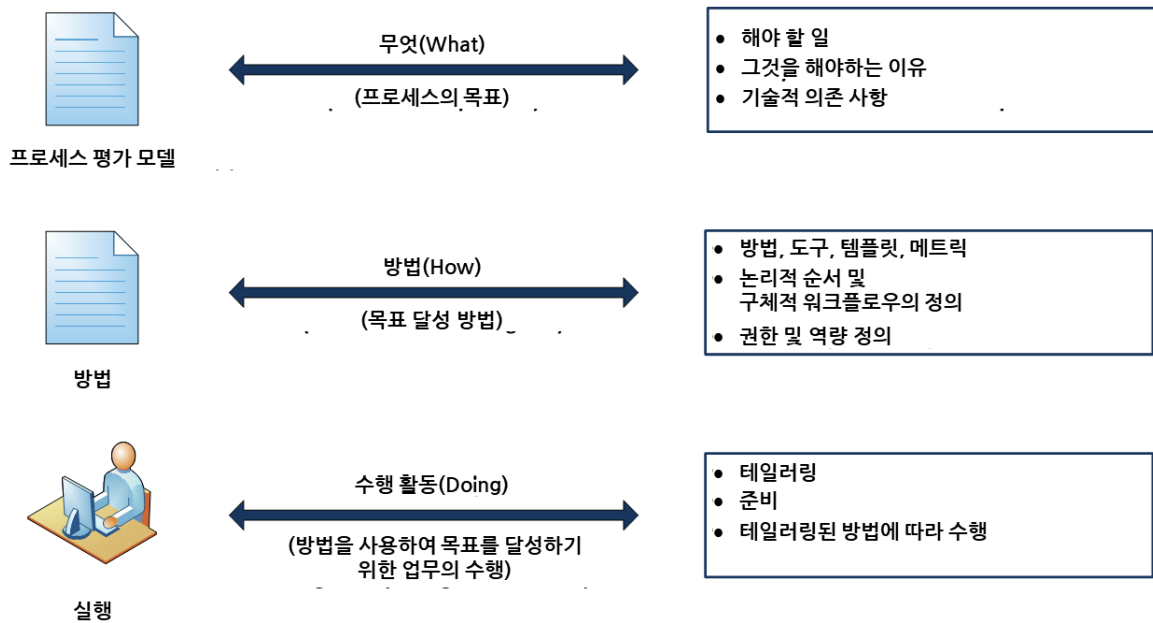 무엇(What)
(프로세스의 목표)
프로세스 평가 모델
● 해야 할 일
● 그것을 해야하는 이유
● 기술적 의존 사항
방법(How)
(목표 달성 방법)
방법
● 방법, 도구, 템플릿, 메트릭
● 논리적 순서 및
구체적 워크플로우의 정의
● 권한 및 역량 정의
수행 활동(Doing)
(방법을 사용하여 목표를 달성하기
위한 업무의 수행)
실행
● 테일러링
● 준비
● 테일러링된 방법에 따라 수행